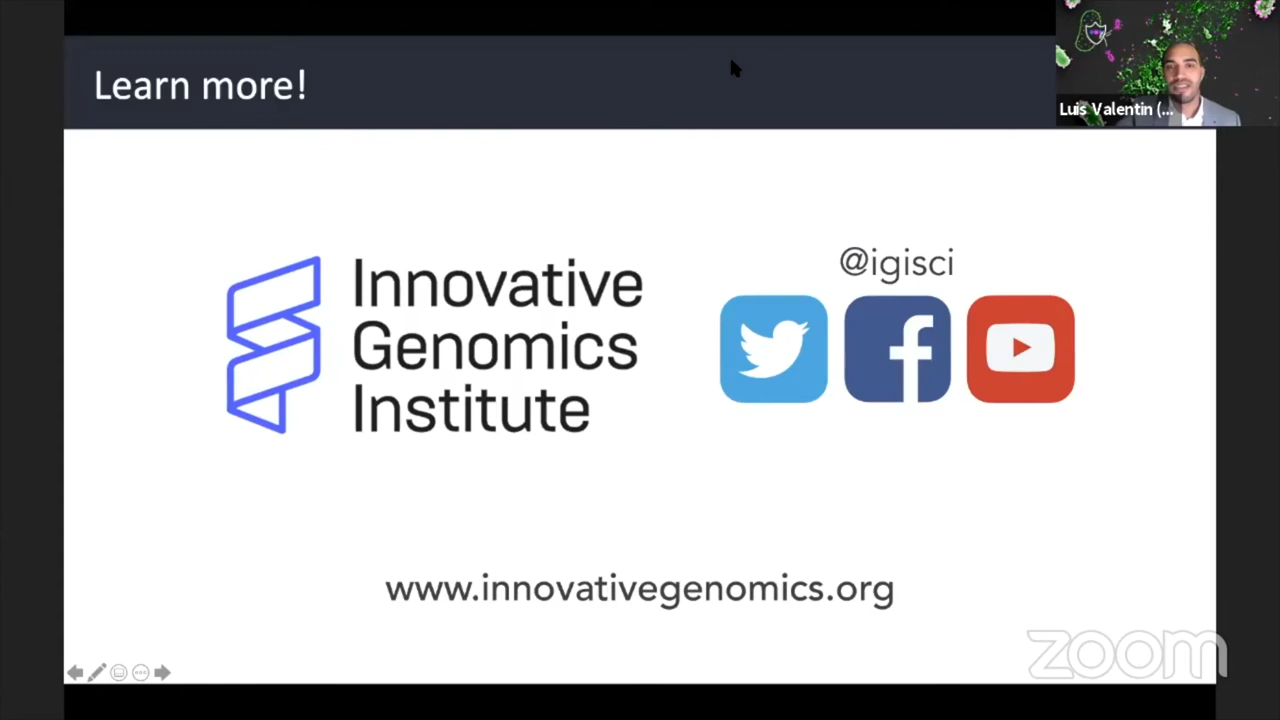 Learn more!
Luis Valentin (...
Innovative
Genomics
Institute
@igisci
www.innovativegenomics.org
zoom